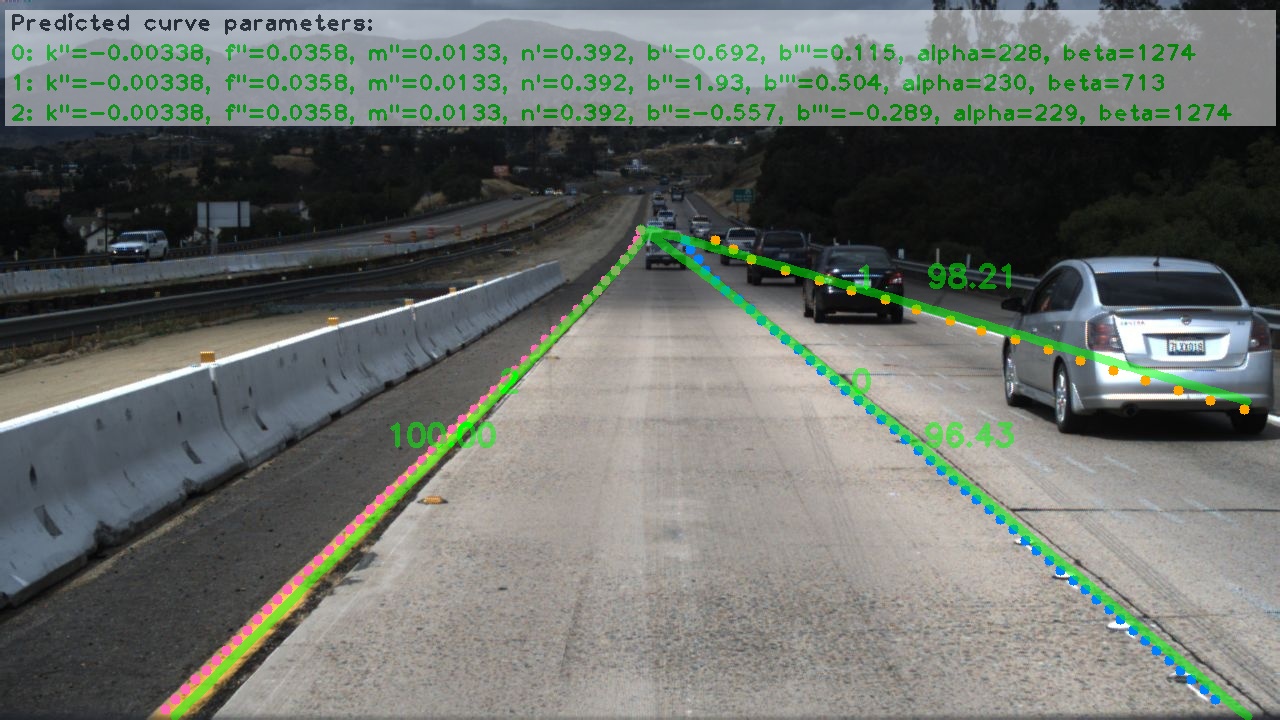 Predicted curve parameters:
0: k''=-0.00338, f''=0.0358, m''=0.0133, n'=0.392, b''=0.692, b'''=0.115, alpha=228, beta=1274
1: k''=-0.00338, f''=0.0358, m''=0.0133, n'=0.392, b''=1.93, b'''=0.504, alpha=230, beta=713
2: k''=-0.00338, f''=0.0358, m''=0.0133, n'=0.392, b''=-0.557, b'''=-0.289, alpha=229, beta=1274
1 98.21
0
100.00 96.43